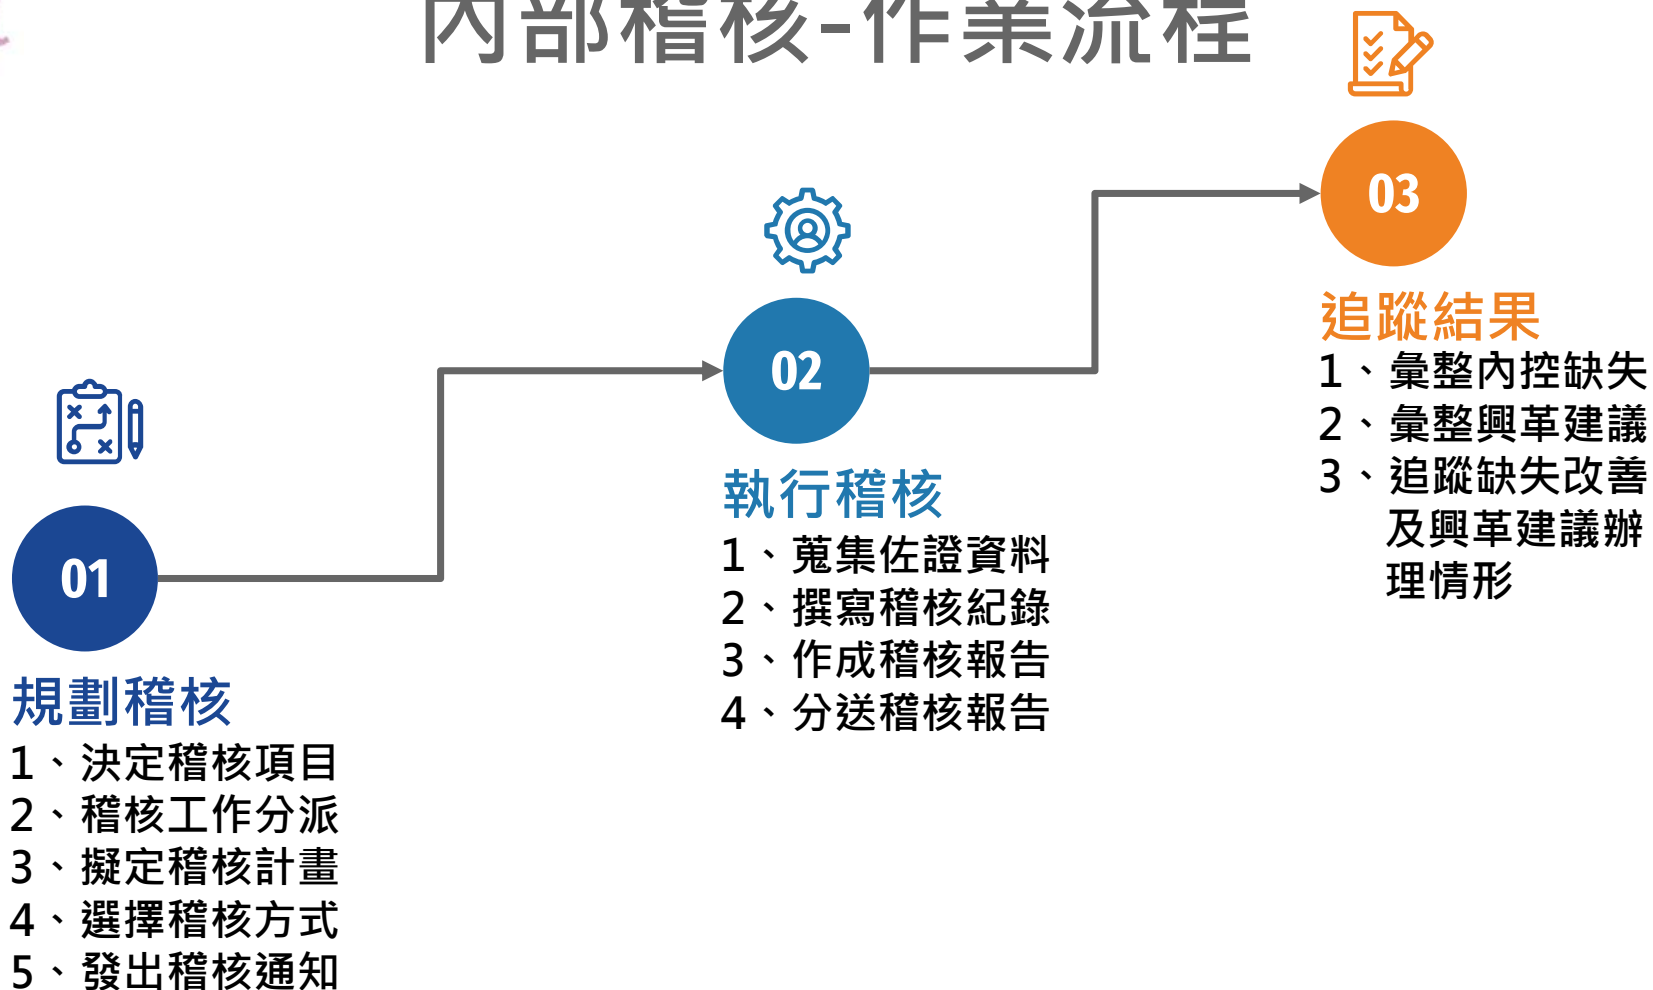 內部稽核-作業流程
01
規劃稽核
1、決定稽核項目
2、稽核工作分派
3、擬定稽核計畫
4、選擇稽核方式
5、發出稽核通知
02
執行稽核
1、蒐集佐證資料
2、撰寫稽核紀錄
3、作成稽核報告
4、分送稽核報告
03
追蹤結果
1、彙整內控缺失
2、彙整興革建議
3、追蹤缺失改善
及興革建議辦
理情形